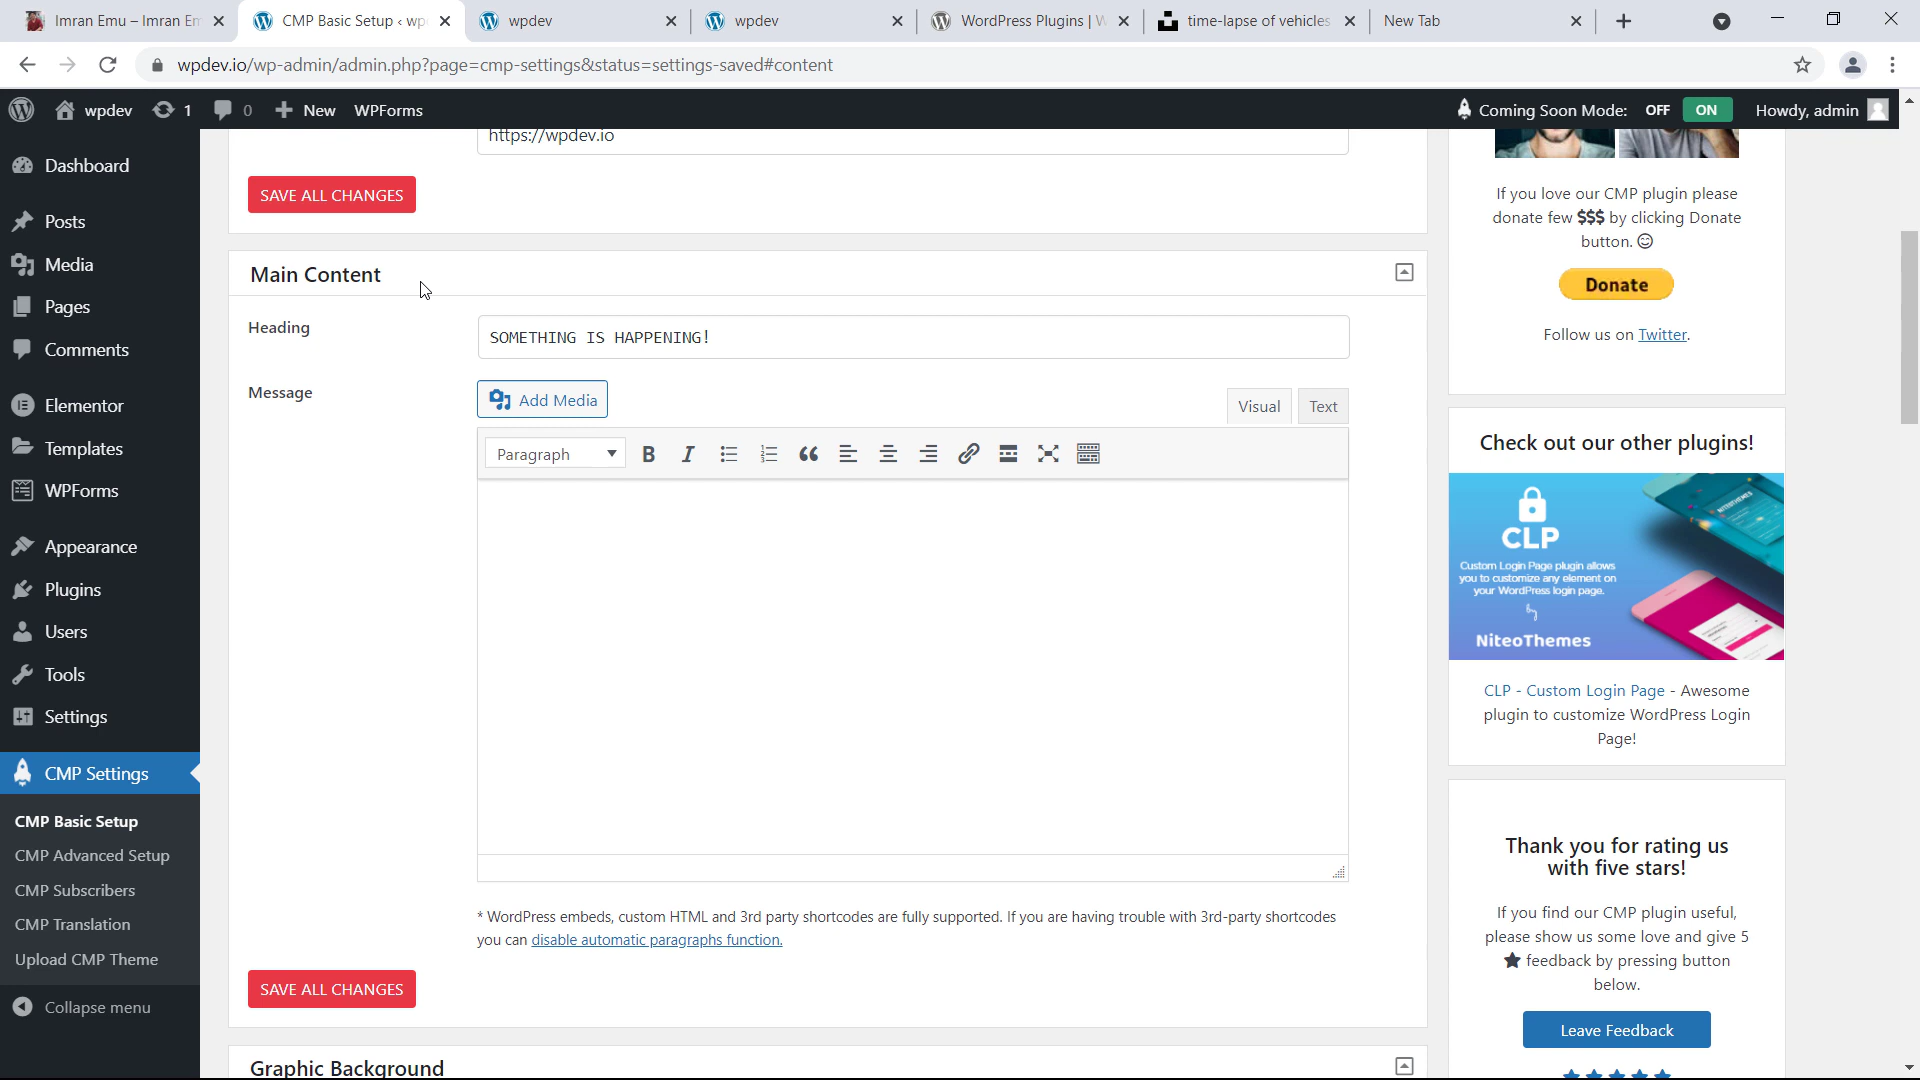 Imran Emu – Imran Em
CMP Basic Setup ‹ wp
wpdev
wpdev
WordPress Plugins | W
time-lapse of vehicles
New Tab
wpdev.io/wp-admin/admin.php?page=cmp-settings&status=settings-saved#content
wpdev
1
0
New
WPForms
Coming Soon Mode: OFF ON
Howdy, admin
Dashboard
Posts
Media
Pages
Comments
Elementor
Templates
WPForms
Appearance
Plugins
Users
Tools
Settings
CMP Settings
CMP Basic Setup
CMP Advanced Setup
CMP Subscribers
CMP Translation
Upload CMP Theme
Collapse menu
https://wpdev.io
SAVE ALL CHANGES
Main Content
Heading
SOMETHING IS HAPPENING!
Message
Add Media
Visual
Text
Paragraph
* WordPress embeds, custom HTML and 3rd party shortcodes are fully supported. If you are having trouble with 3rd-party shortcodes
you can disable automatic paragraphs function.
SAVE ALL CHANGES
Graphic Background
If you love our CMP plugin please
donate few $$$ by clicking Donate
button.
Donate
Follow us on Twitter.
Check out our other plugins!
CLP
Custom Login Page plugin allows
you to customize any element on
your WordPress login page.
by
NiteoThemes
CLP - Custom Login Page - Awesome
plugin to customize WordPress Login
Page!
Thank you for rating us
with five stars!
If you find our CMP plugin useful,
please show us some love and give 5
feedback by pressing button
below.
Leave Feedback